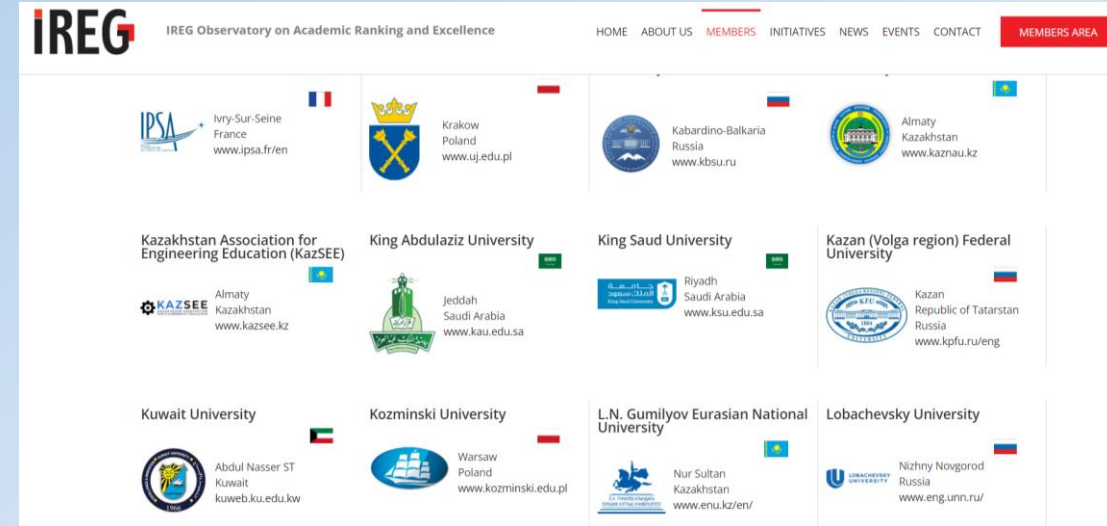 IREG
IREG Observatory on Academic Ranking and Excellence
HOME ABOUT US MEMBERS INITIATIVES NEWS EVENTS CONTACT MEMBERS AREA
IPSA
Ivry-Sur-Seine
France
www.ipsa.fr/en
Krakow
Poland
www.uj.edu.pl
Kabardino-Balkaria
Russia
www.kbsu.ru
Almaty
Kazakhstan
www.kaznau.kz
Kazakhstan Association for
Engineering Education (KazSEE)
KAZSEE
Almaty
Kazakhstan
www.kazsee.kz
King Abdulaziz University
Jeddah
Saudi Arabia
www.kau.edu.sa
King Saud University
جامعة
الملك سعود
King Saud University
Riyadh
Saudi Arabia
www.ksu.edu.sa
Kazan (Volga region) Federal
University
KFU
1804
Kazan
Republic of Tatarstan
Russia
www.kpfu.ru/eng
Kuwait University
KUWAIT UNIVERSITY
1966
Abdul Nasser ST
Kuwait
kuweb.ku.edu.kw
Kozminski University
Warsaw
Poland
www.kozminski.edu.pl
L.N. Gumilyov Eurasian National
University
Nur Sultan
Kazakhstan
www.enu.kz/en/
Lobachevsky University
LOBACHEVSKY
UNIVERSITY
Nizhny Novgorod
Russia
www.eng.unn.ru/